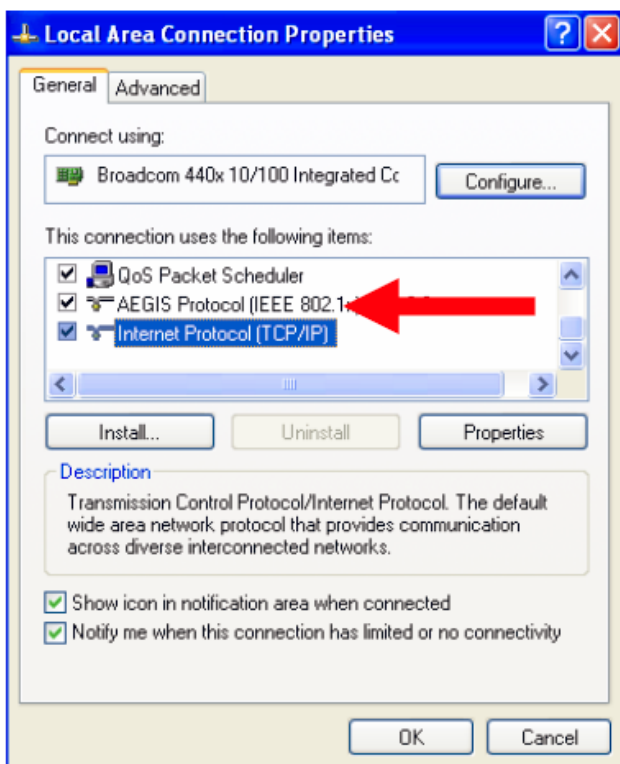 Local Area Connection Properties
General Advanced
Connect using:
Broadcom 440x 10/100 Integrated Cc
Configure...
This connection uses the following items:
QoS Packet Scheduler
AEGIS Protocol (IEEE 802.1
Internet Protocol (TCP/IP)
Install... Uninstall Properties
Description
Transmission Control Protocol/Internet Protocol. The default
wide area network protocol that provides communication
across diverse interconnected networks.
Show icon in notification area when connected
Notify me when this connection has limited or no connectivity
OK Cancel